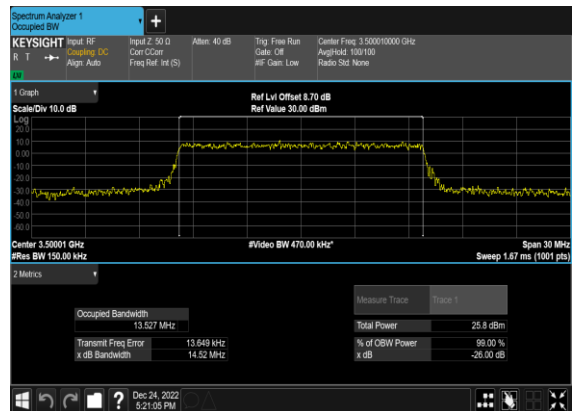 Spectrum Analyzer 1
Occupied BW
+
KEYSIGHT
R T
LW
Input: RF
Coupling: DC
Align: Auto
Input Z: 50 Ω
Corr CCorr
Freq Ref: Int (S)
Atten: 40 dB
Trig: Free Run
Gate: Off
#IF Gain: Low
Center Freq: 3.500010000 GHz
Avg|Hold: 100/100
Radio Std: None
1 Graph
Scale/Div 10.0 dB
Ref Lvl Offset 8.70 dB
Ref Value 30.00 dBm
Log
20.0
10.0
0.00
-10.0
-20.0
-30.0
-40.0
-50.0
-60.0
Center 3.50001 GHz
#Res BW 150.00 kHz
#Video BW 470.00 kHz*
Span 30 MHz
Sweep 1.67 ms (1001 pts)
2 Metrics
Measure Trace Trace 1
Occupied Bandwidth
13.527 MHz
Total Power 25.8 dBm
Transmit Freq Error 13.649 kHz
% of OBW Power 99.00 %
x dB Bandwidth 14.52 MHz
x dB -26.00 dB
?
Dec 24, 2022
5:21:05 PM